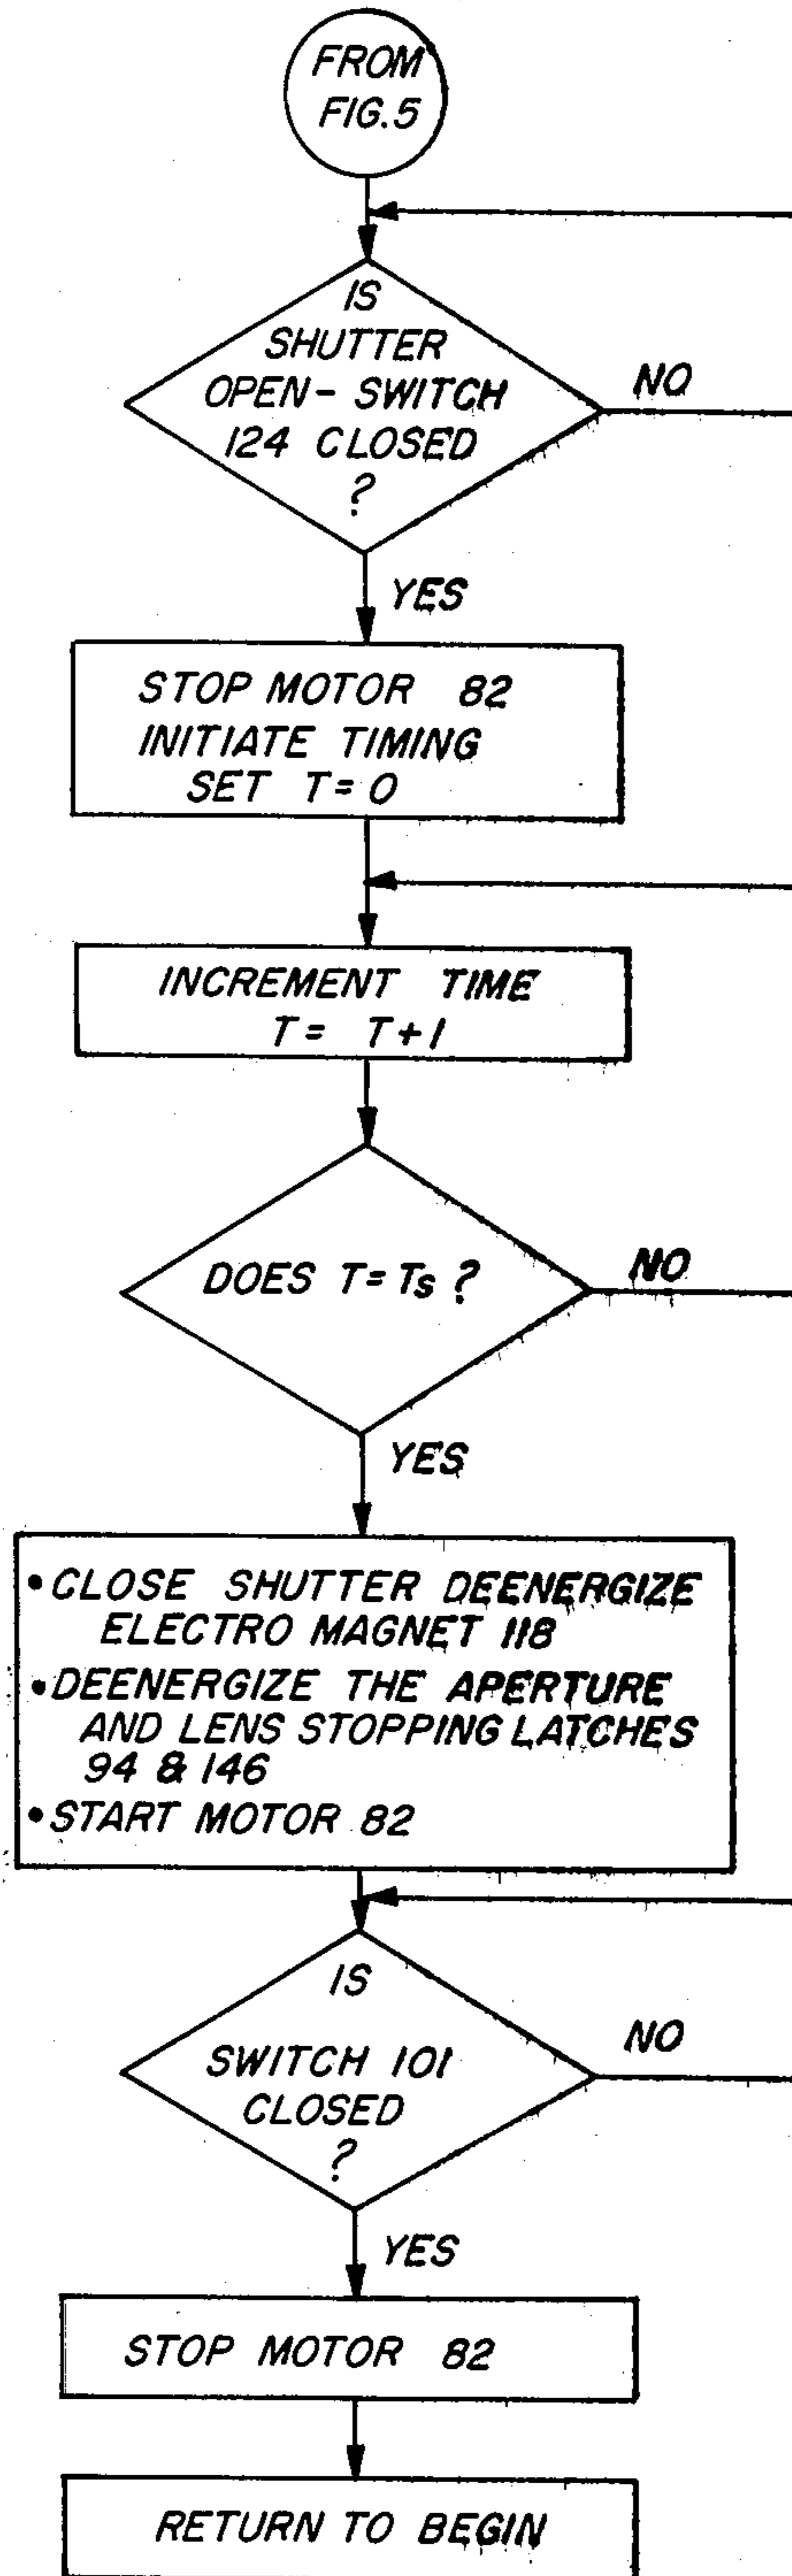 FROM
FIG. 5
IS
SHUTTER
OPEN - SWITCH
124 CLOSED
?
NO
YES
STOP MOTOR 82
INITIATE TIMING
SET T = 0
INCREMENT TIME
T = T + 1
DOES T = Ts ?
NO
YES
• CLOSE SHUTTER DEENERGIZE
ELECTRO MAGNET 118
• DEENERGIZE THE APERTURE
AND LENS STOPPING LATCHES
94 & 146
• START MOTOR 82
IS
SWITCH 101
CLOSED
?
NO
YES
STOP MOTOR 82
RETURN TO BEGIN